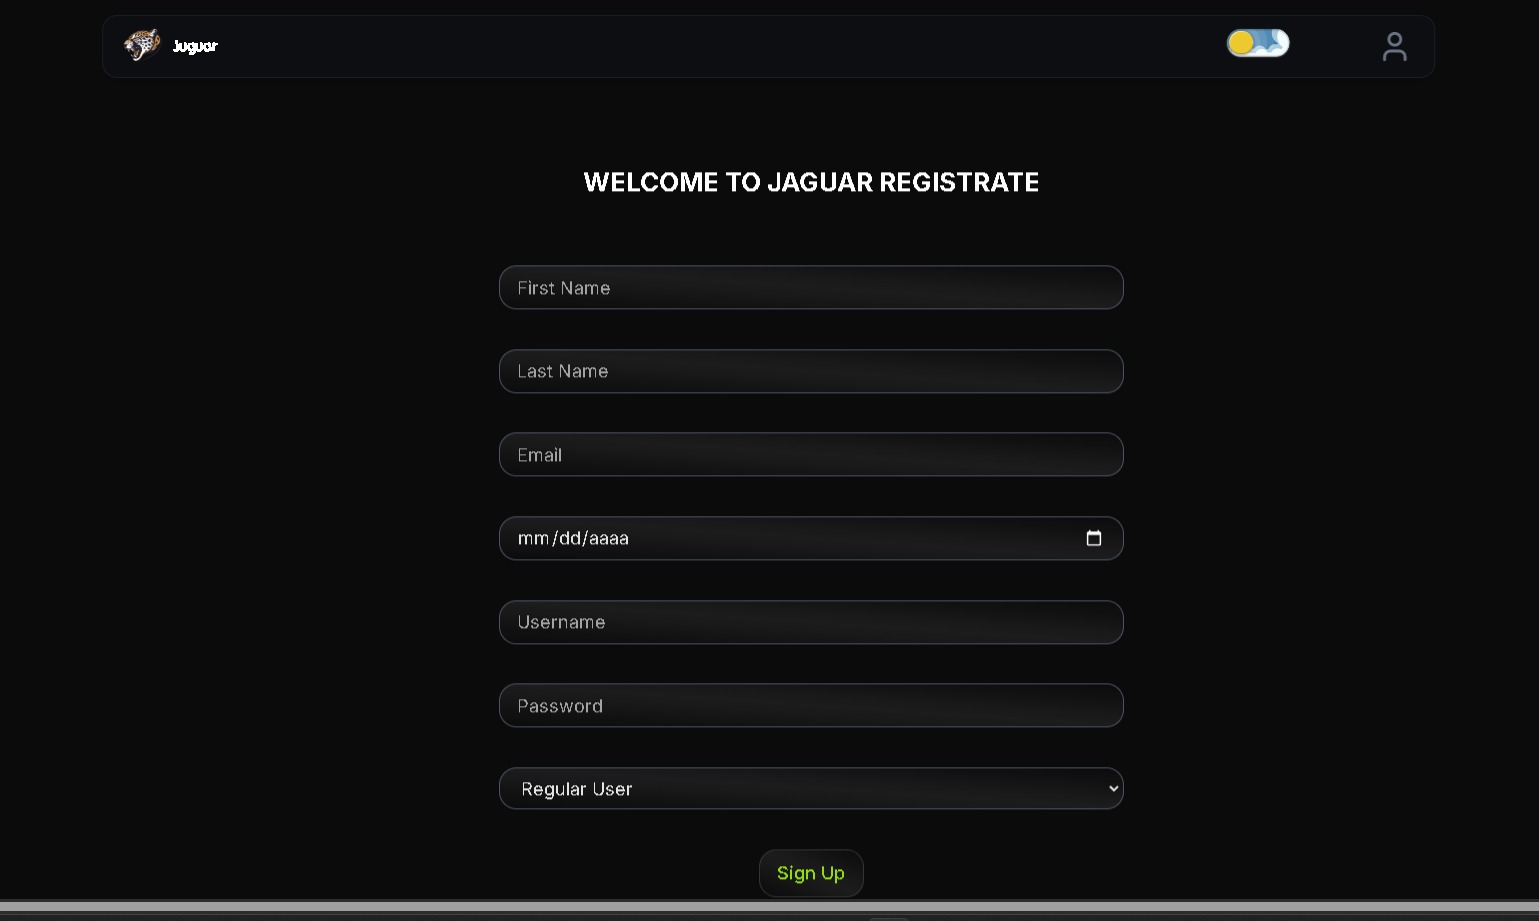 Juguar
WELCOME TO JAGUAR REGISTRATE
First Name
Last Name
Email
mm/dd/aaaa
Username
Password
Regular User
Sign Up